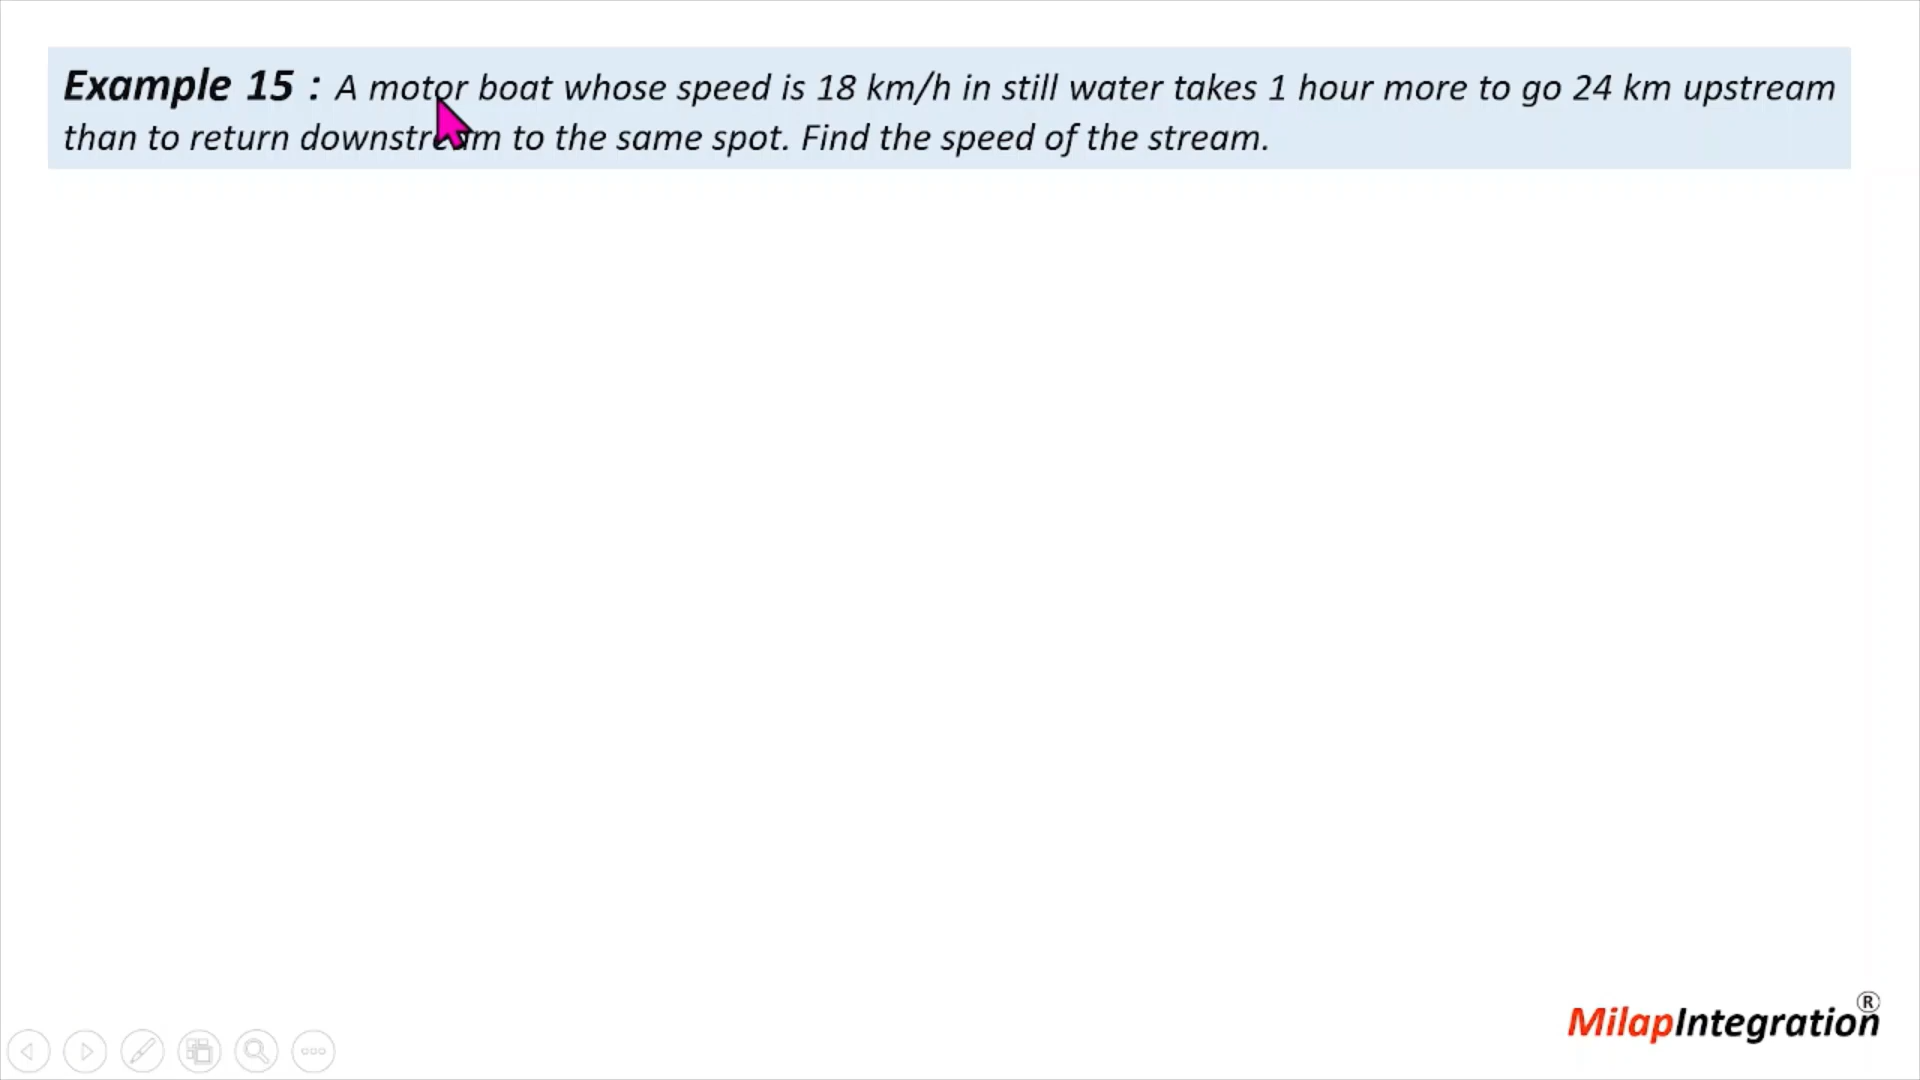 Example 15 : A motor boat whose speed is 18 km/h in still water takes 1 hour more to go 24 km upstream
than to return downstream to the same spot. Find the speed of the stream.
MilapIntegration®